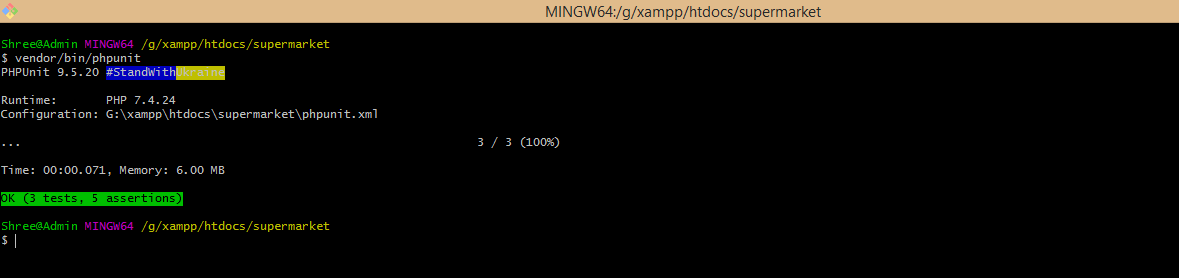 MINGW64:/g/xampp/htdocs/supermarket
Shree@Admin MINGW64 /g/xampp/htdocs/supermarket
$ vendor/bin/phpunit
PHPUnit 9.5.20 #StandWithUkraine
Runtime: PHP 7.4.24
Configuration: G:\xampp\htdocs\supermarket\phpunit.xml
... 3 / 3 (100%)
Time: 00:00.071, Memory: 6.00 MB
OK (3 tests, 5 assertions)
Shree@Admin MINGW64 /g/xampp/htdocs/supermarket
$